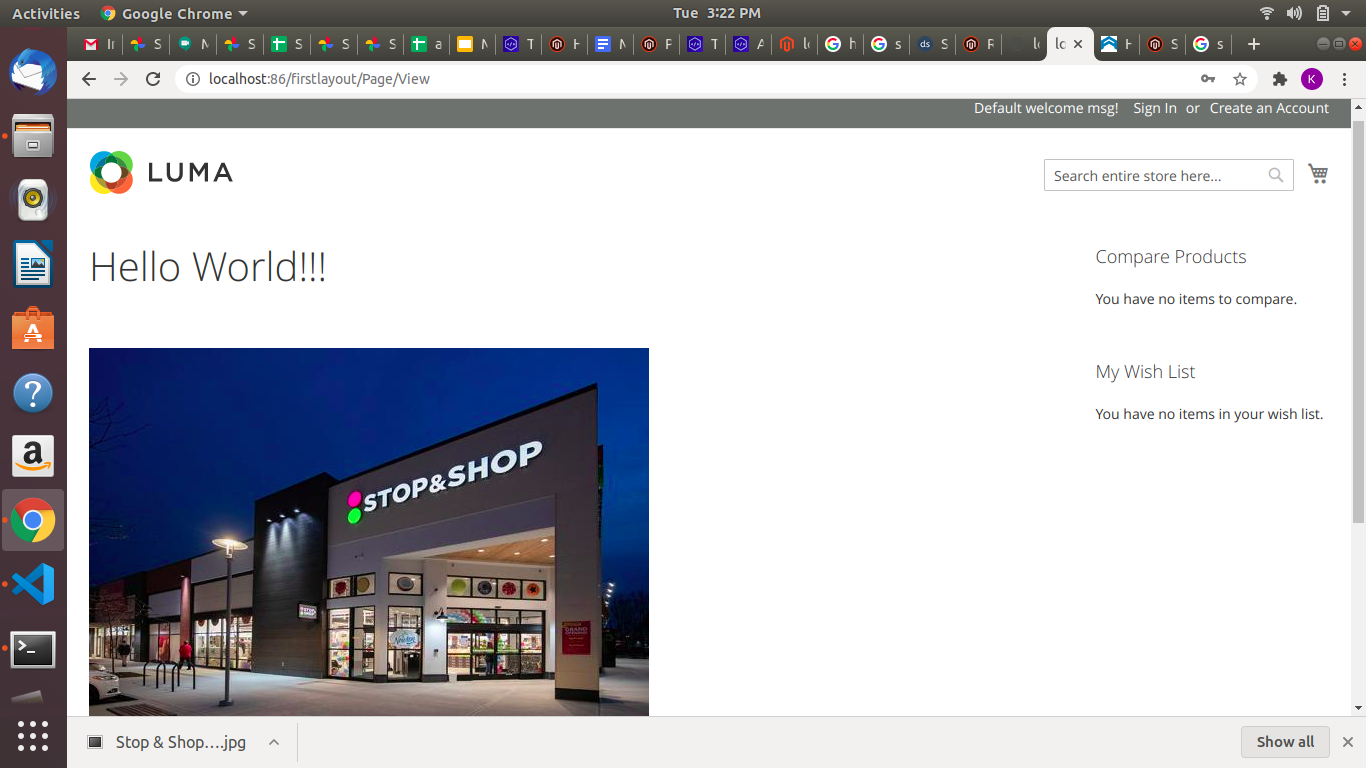 Activities
Google Chrome
Tue 3:22 PM
localhost:86/firstlayout/Page/View
K
Default welcome msg! Sign In or Create an Account
LUMA
Search entire store here...
Hello World!!!
Compare Products
You have no items to compare.
My Wish List
You have no items in your wish list.
STOP&SHOP
GRAND
Stop & Shop....jpg
Show all